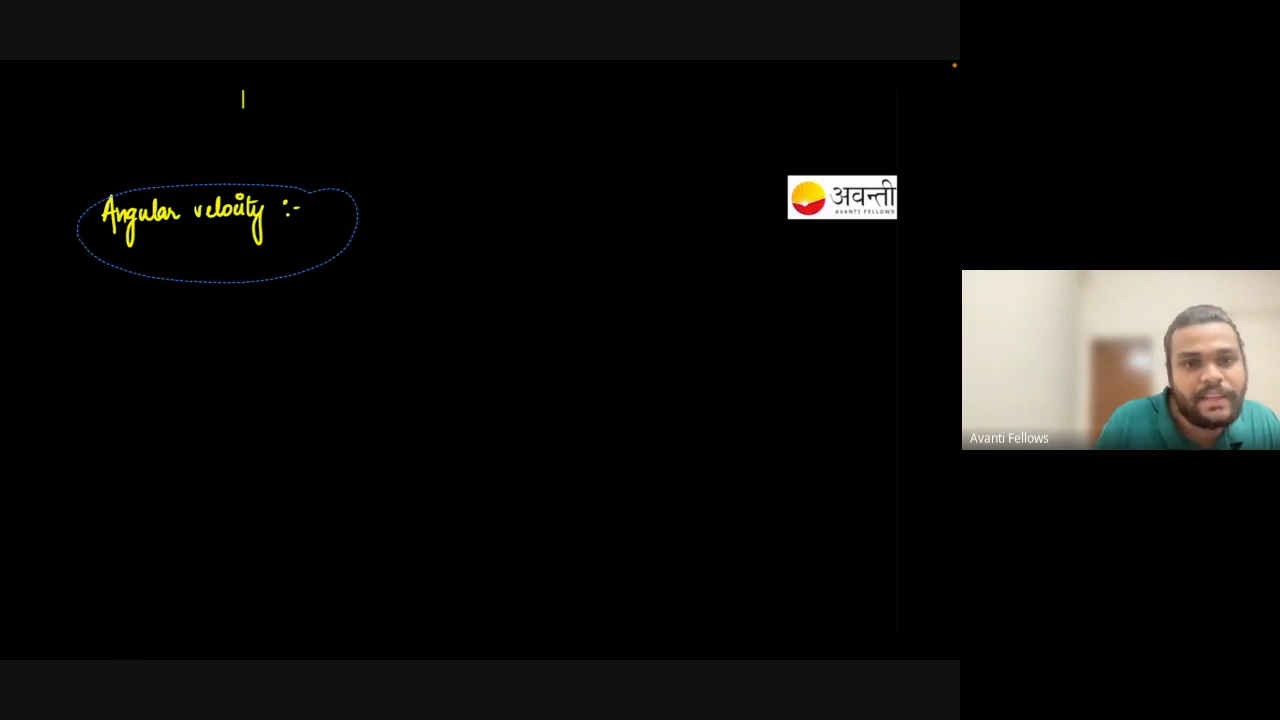 Angular velocity :-
अवन्ती
AVANTI FELLOWS
Avanti Fellows